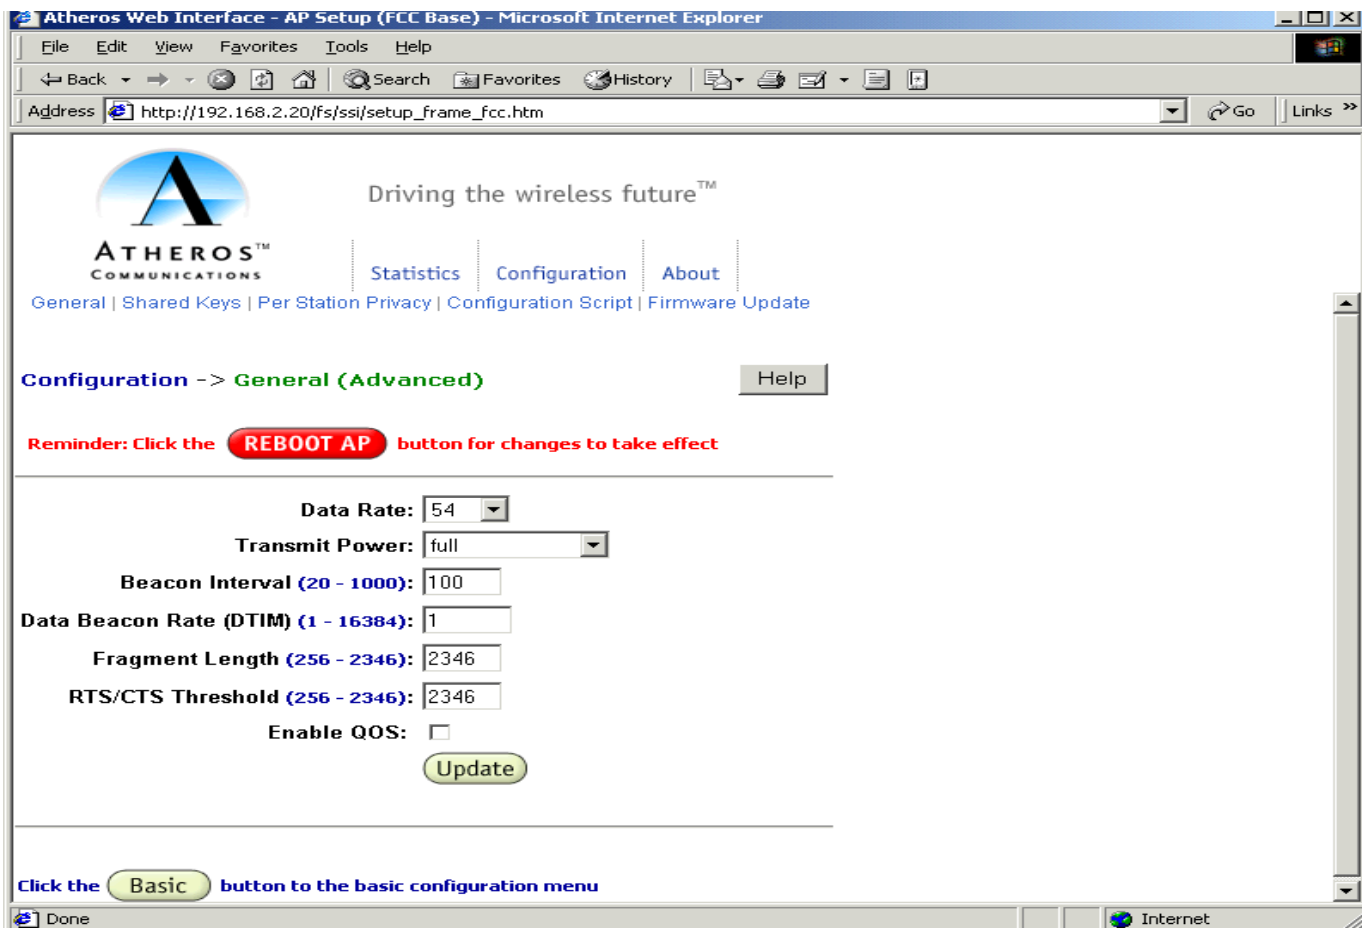 Atheros Web Interface - AP Setup (FCC Base) - Microsoft Internet Explorer
File Edit View Favorites Tools Help
Back Search Favorites History
Address http://192.168.2.20/fs/ssi/setup_frame_fcc.htm Go Links »
Driving the wireless future™
ATHEROS™
COMMUNICATIONS
Statistics Configuration About
General | Shared Keys | Per Station Privacy | Configuration Script | Firmware Update
Configuration -> General (Advanced) Help
Reminder: Click the REBOOT AP button for changes to take effect
Data Rate: 54
Transmit Power: full
Beacon Interval (20 - 1000): 100
Data Beacon Rate (DTIM) (1 - 16384): 1
Fragment Length (256 - 2346): 2346
RTS/CTS Threshold (256 - 2346): 2346
Enable QOS:
Update
Click the Basic button to the basic configuration menu
Done Internet